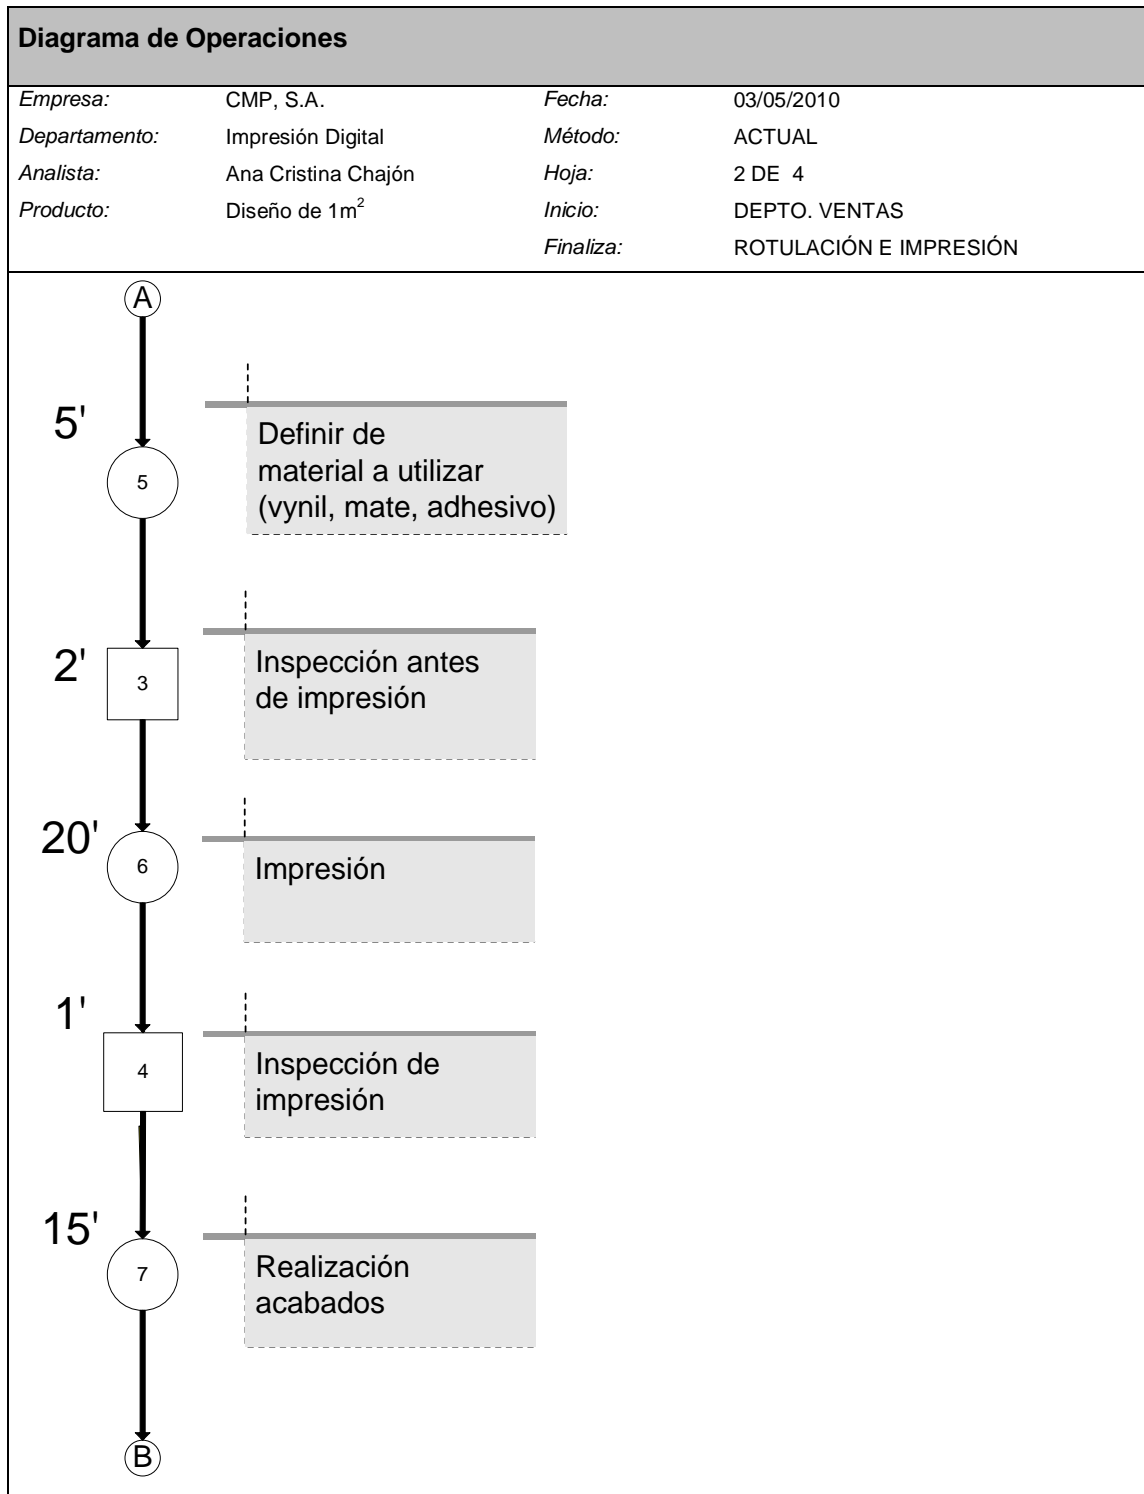 Diagrama de Operaciones
Empresa: CMP, S.A. Fecha: 03/05/2010
Departamento: Impresión Digital Método: ACTUAL
Analista: Ana Cristina Chajón Hoja: 2 DE 4
Producto: Diseño de 1m² Inicio: DEPTO. VENTAS
Finaliza: ROTULACIÓN E IMPRESIÓN
A
5'
5
Definir de
material a utilizar
(vynil, mate, adhesivo)
2'
3
Inspección antes
de impresión
20'
6
Impresión
1'
4
Inspección de
impresión
15'
7
Realización
acabados
B